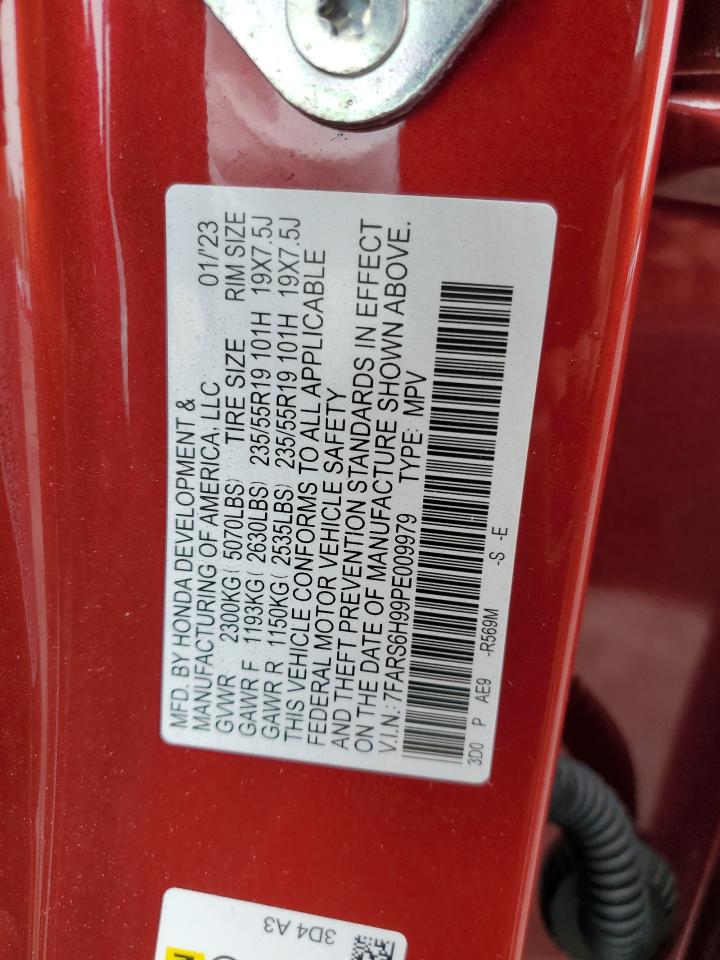 MFD. BY HONDA DEVELOPMENT &
MANUFACTURING OF AMERICA, LLC 01/'23
GVWR 2300KG( 5070LBS) TIRE SIZE RIM SIZE
GAWR F 1193KG( 2630LBS) 235/55R19 101H 19X7.5J
GAWR R 1150KG( 2535LBS) 235/55R19 101H 19X7.5J
THIS VEHICLE CONFORMS TO ALL APPLICABLE
FEDERAL MOTOR VEHICLE SAFETY
AND THEFT PREVENTION STANDARDS IN EFFECT
ON THE DATE OF MANUFACTURE SHOWN ABOVE.
V.I.N.: 7FARS6H99PE009979 TYPE: MPV
3D0 P AE9 -R569M -S -E
3D4 A3